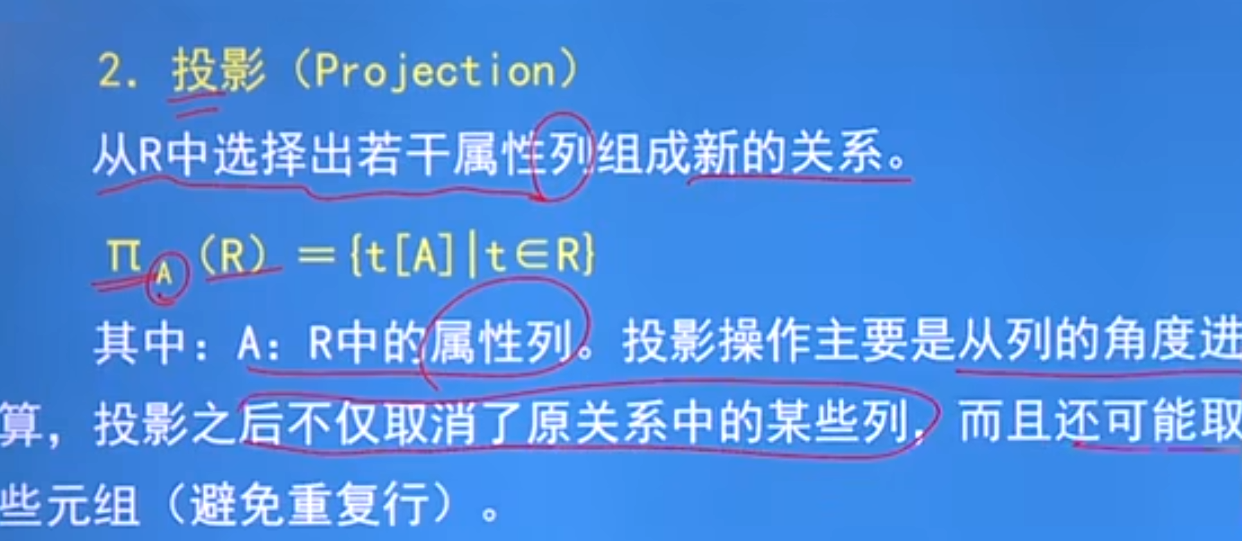 2. 投影（Projection）
从R中选择出若干属性列组成新的关系。
π A （R）＝{t[A]|t∈R}
其中：A：R中的属性列。投影操作主要是从列的角度进
算，投影之后不仅取消了原关系中的某些列，而且还可能取
些元组（避免重复行）。